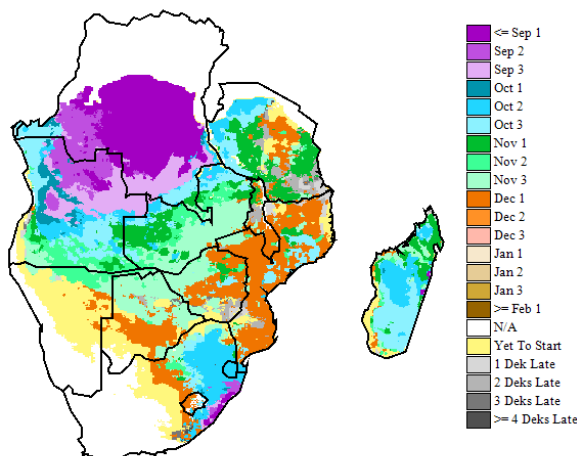 <= Sep 1
Sep 2
Sep 3
Oct 1
Oct 2
Oct 3
Nov 1
Nov 2
Nov 3
Dec 1
Dec 2
Dec 3
Jan 1
Jan 2
Jan 3
>= Feb 1
N/A
Yet To Start
1 Dek Late
2 Deks Late
3 Deks Late
>= 4 Deks Late